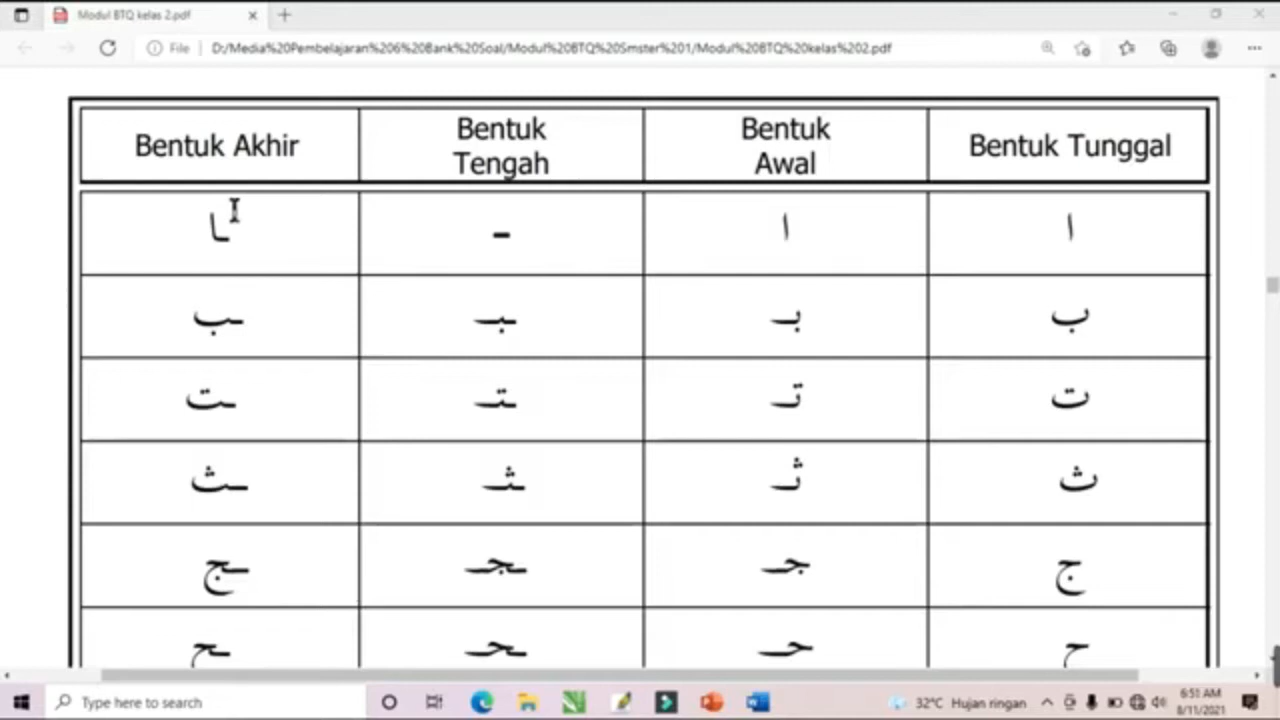 Modul BTQ kelas 2.pdf
File D:/Media%20Pembelajaran%206%20Bank%20Soal/Modul%20BTQ%20Smster%201/Modul%20BTQ%20kelas%202.pdf
Bentuk Akhir
Bentuk
Tengah
Bentuk
Awal
Bentuk Tunggal
ـا - ا ا
ـب ـبـ بـ ب
ـت ـتـ تـ ت
ـث ـثـ ثـ ث
ـج ـجـ جـ ج
ـح ـحـ حـ ح
Type here to search
32°C Hujan ringan
6:51 AM
8/11/2021